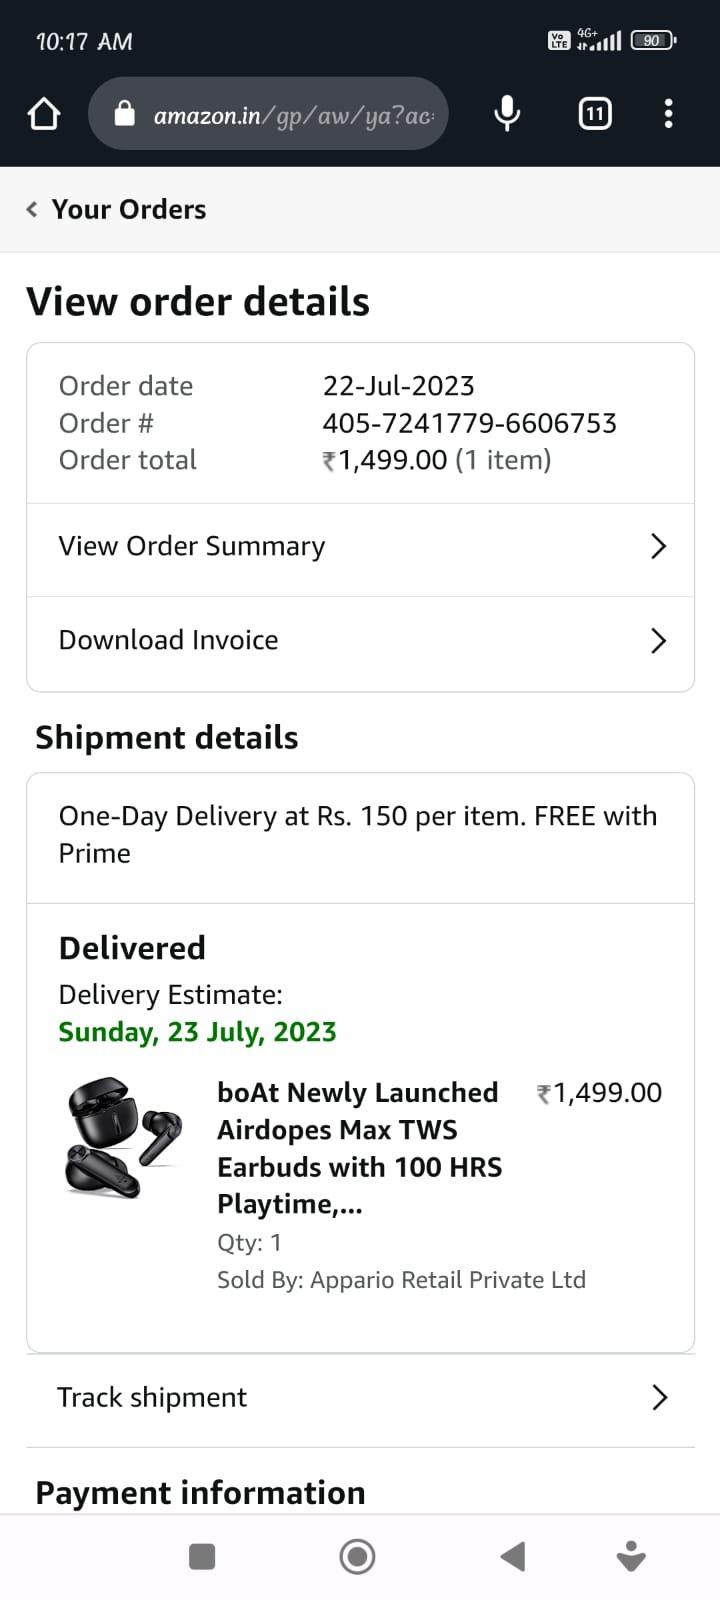 10:17 AM
Vo LTE 4G+ 90
amazon.in/gp/aw/ya?ac
11
Your Orders
View order details
Order date 22-Jul-2023
Order # 405-7241779-6606753
Order total ₹1,499.00 (1 item)
View Order Summary
Download Invoice
Shipment details
One-Day Delivery at Rs. 150 per item. FREE with
Prime
Delivered
Delivery Estimate:
Sunday, 23 July, 2023
boAt Newly Launched ₹1,499.00
Airdopes Max TWS
Earbuds with 100 HRS
Playtime,...
Qty: 1
Sold By: Appario Retail Private Ltd
Track shipment
Payment information